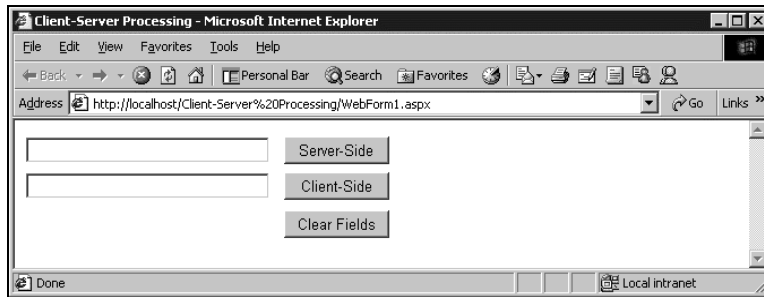 Client-Server Processing - Microsoft Internet Explorer
File Edit View Favorites Tools Help
Back Personal Bar Search Favorites
Address http://localhost/Client-Server%20Processing/WebForm1.aspx Go Links »
Server-Side
Client-Side
Clear Fields
Done Local intranet